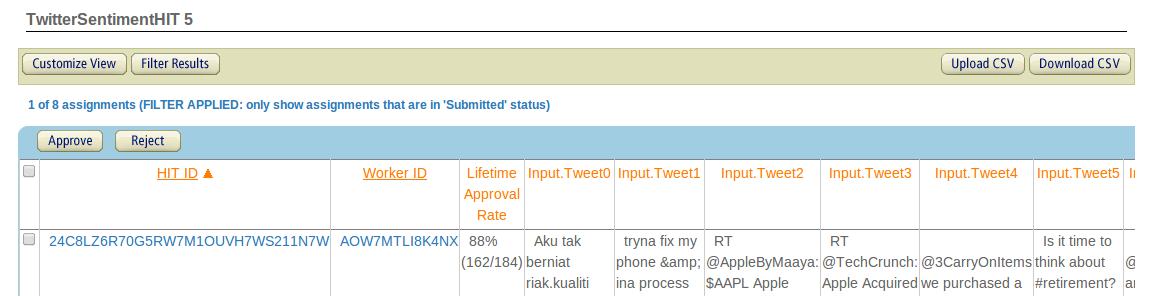 TwitterSentimentHIT 5
Customize View Filter Results Upload CSV Download CSV
1 of 8 assignments (FILTER APPLIED: only show assignments that are in 'Submitted' status)
Approve Reject
HIT ID ▲ Worker ID Lifetime Approval Rate Input.Tweet0 Input.Tweet1 Input.Tweet2 Input.Tweet3 Input.Tweet4 Input.Tweet5
24C8LZ6R70G5RW7M1OUVH7WS211N7W AOW7MTLI8K4NX 88% Aku tak tryna fix my RT RT Is it time to
(162/184) berniat phone &amp; @AppleByMaaya: @TechCrunch: @3CarryOnItems think about
riak.kualiti ina process $AAPL Apple Apple Acquired we purchased a #retirement?